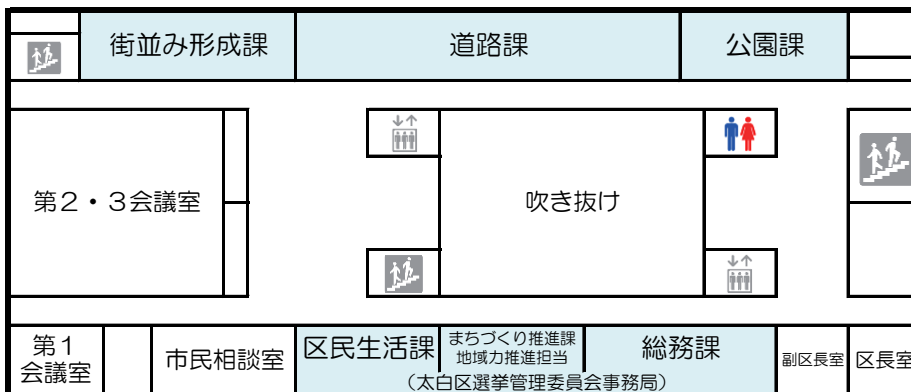 街並み形成課
道路課
公園課
第2・3会議室
吹き抜け
第1
会議室
市民相談室
区民生活課
まちづくり推進課
地域力推進担当
総務課
(太白区選挙管理委員会事務局)
副区長室
区長室